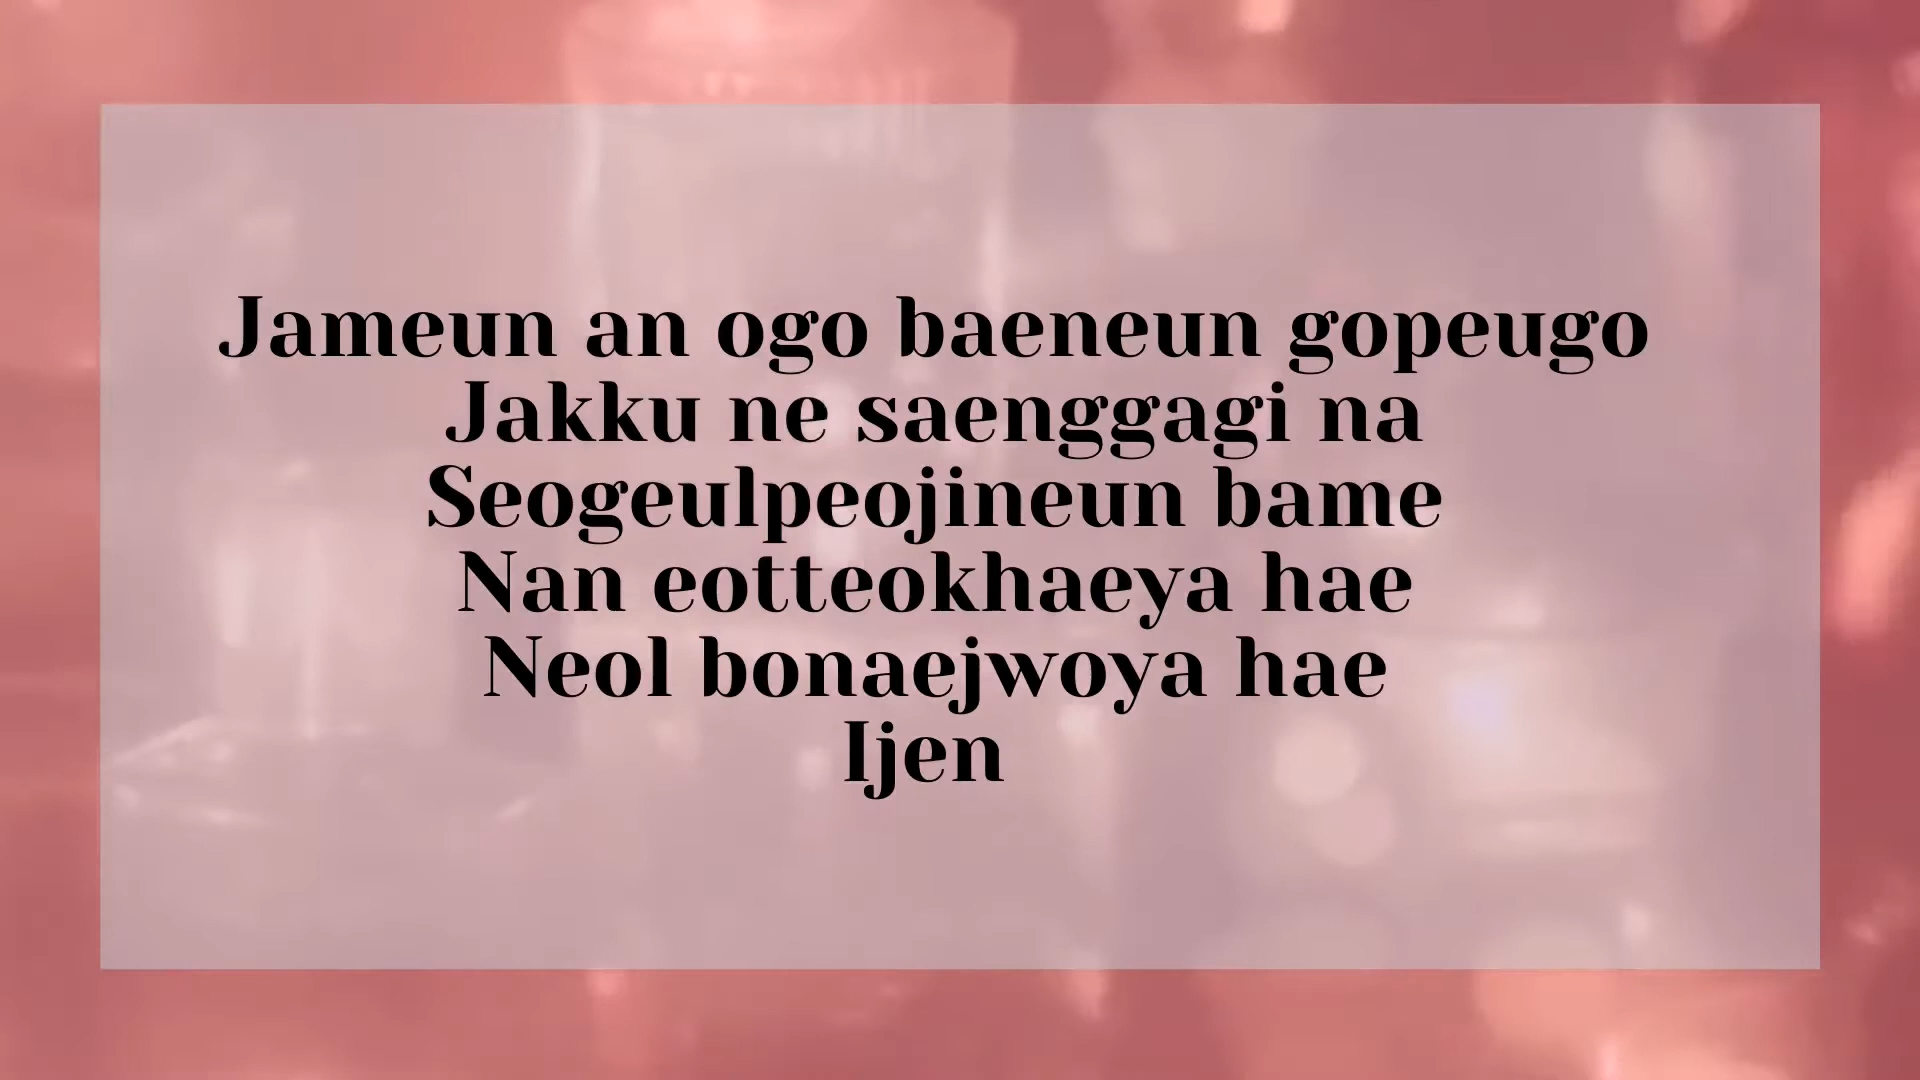 Jameun an ogo baeneun gopeugo
Jakku ne saenggagi na
Seogeulpeojineun bame
Nan eotteokhaeya hae
Neol bonaejwoya hae
Ijen